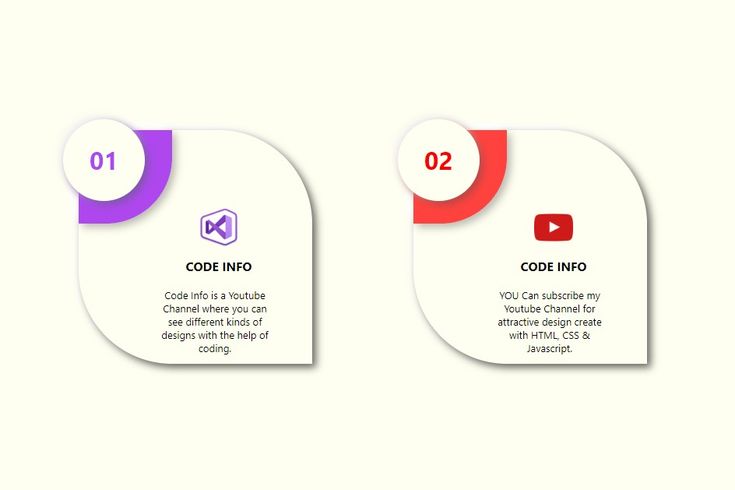 01
CODE INFO
Code Info is a Youtube
Channel where you can
see different kinds of
designs with the help of
coding.
02
CODE INFO
YOU Can subscribe my
Youtube Channel for
attractive design create
with HTML, CSS &
Javascript.